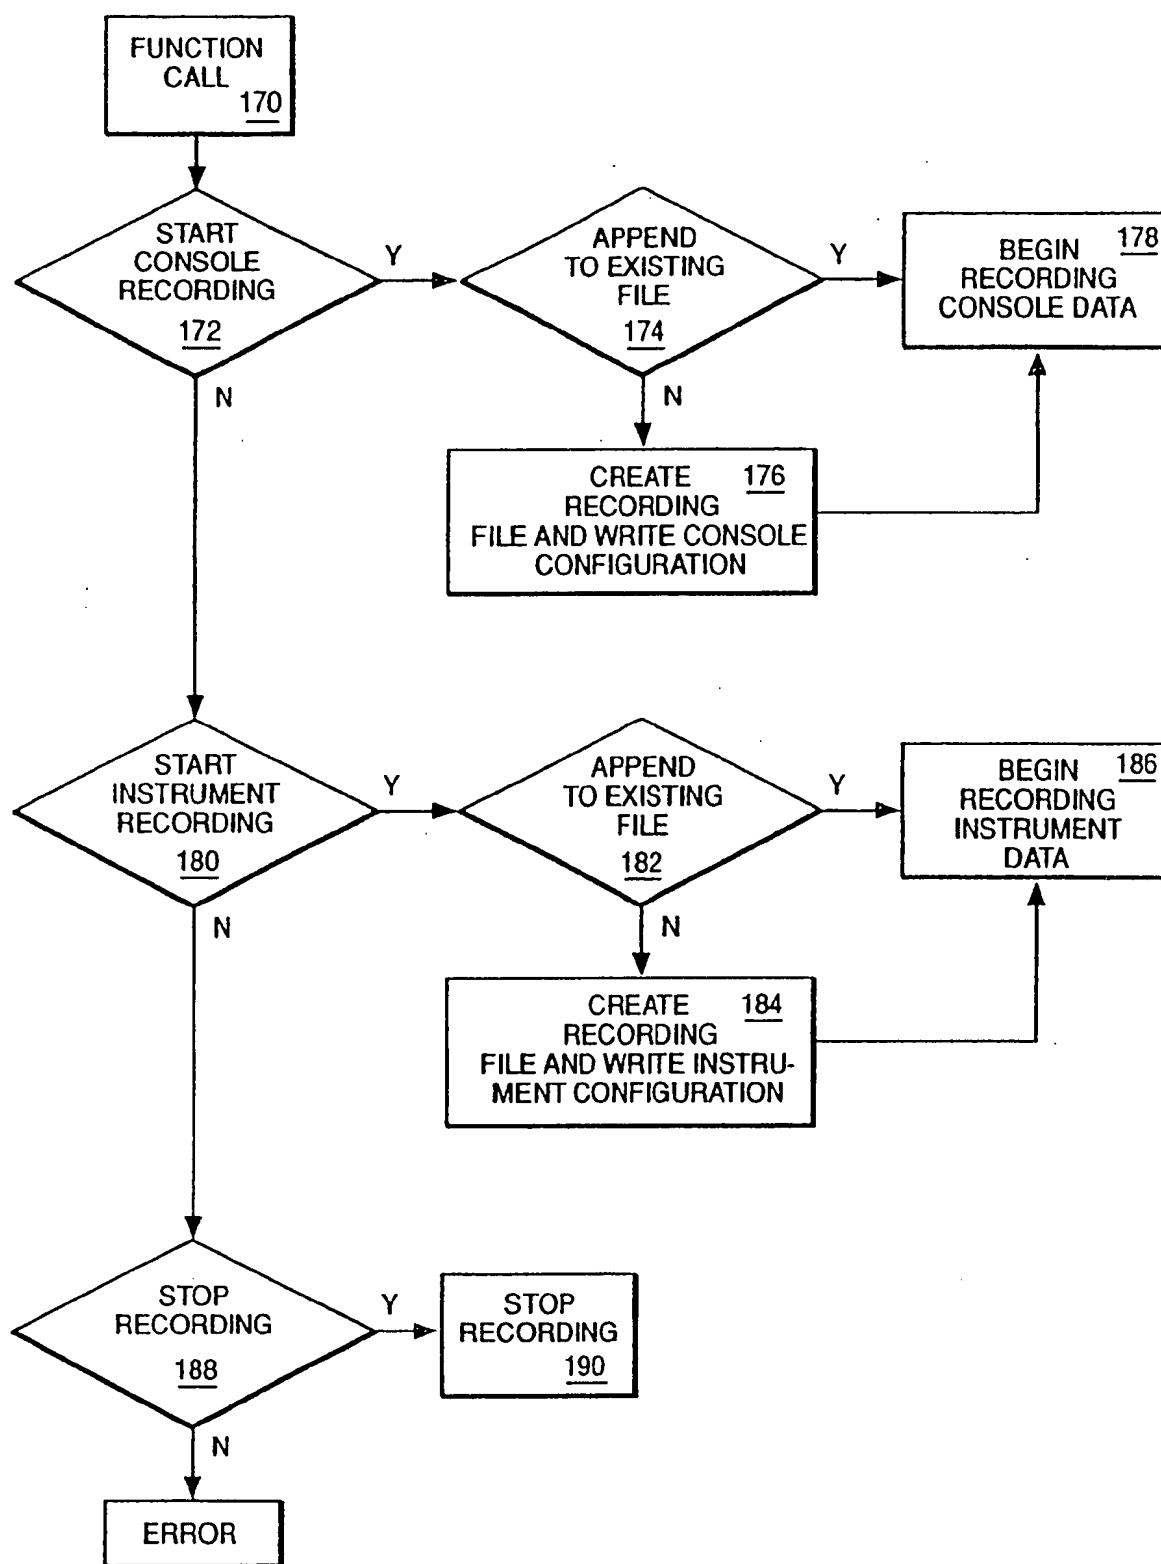 FUNCTION
CALL
170
START
CONSOLE
RECORDING
172
Y
N
APPEND
TO EXISTING
FILE
174
Y
N
178
BEGIN
RECORDING
CONSOLE DATA
CREATE 176
RECORDING
FILE AND WRITE CONSOLE
CONFIGURATION
START
INSTRUMENT
RECORDING
180
Y
N
APPEND
TO EXISTING
FILE
182
Y
N
BEGIN 186
RECORDING
INSTRUMENT
DATA
CREATE 184
RECORDING
FILE AND WRITE INSTRU-
MENT CONFIGURATION
STOP
RECORDING
188
Y
N
STOP
RECORDING
190
ERROR